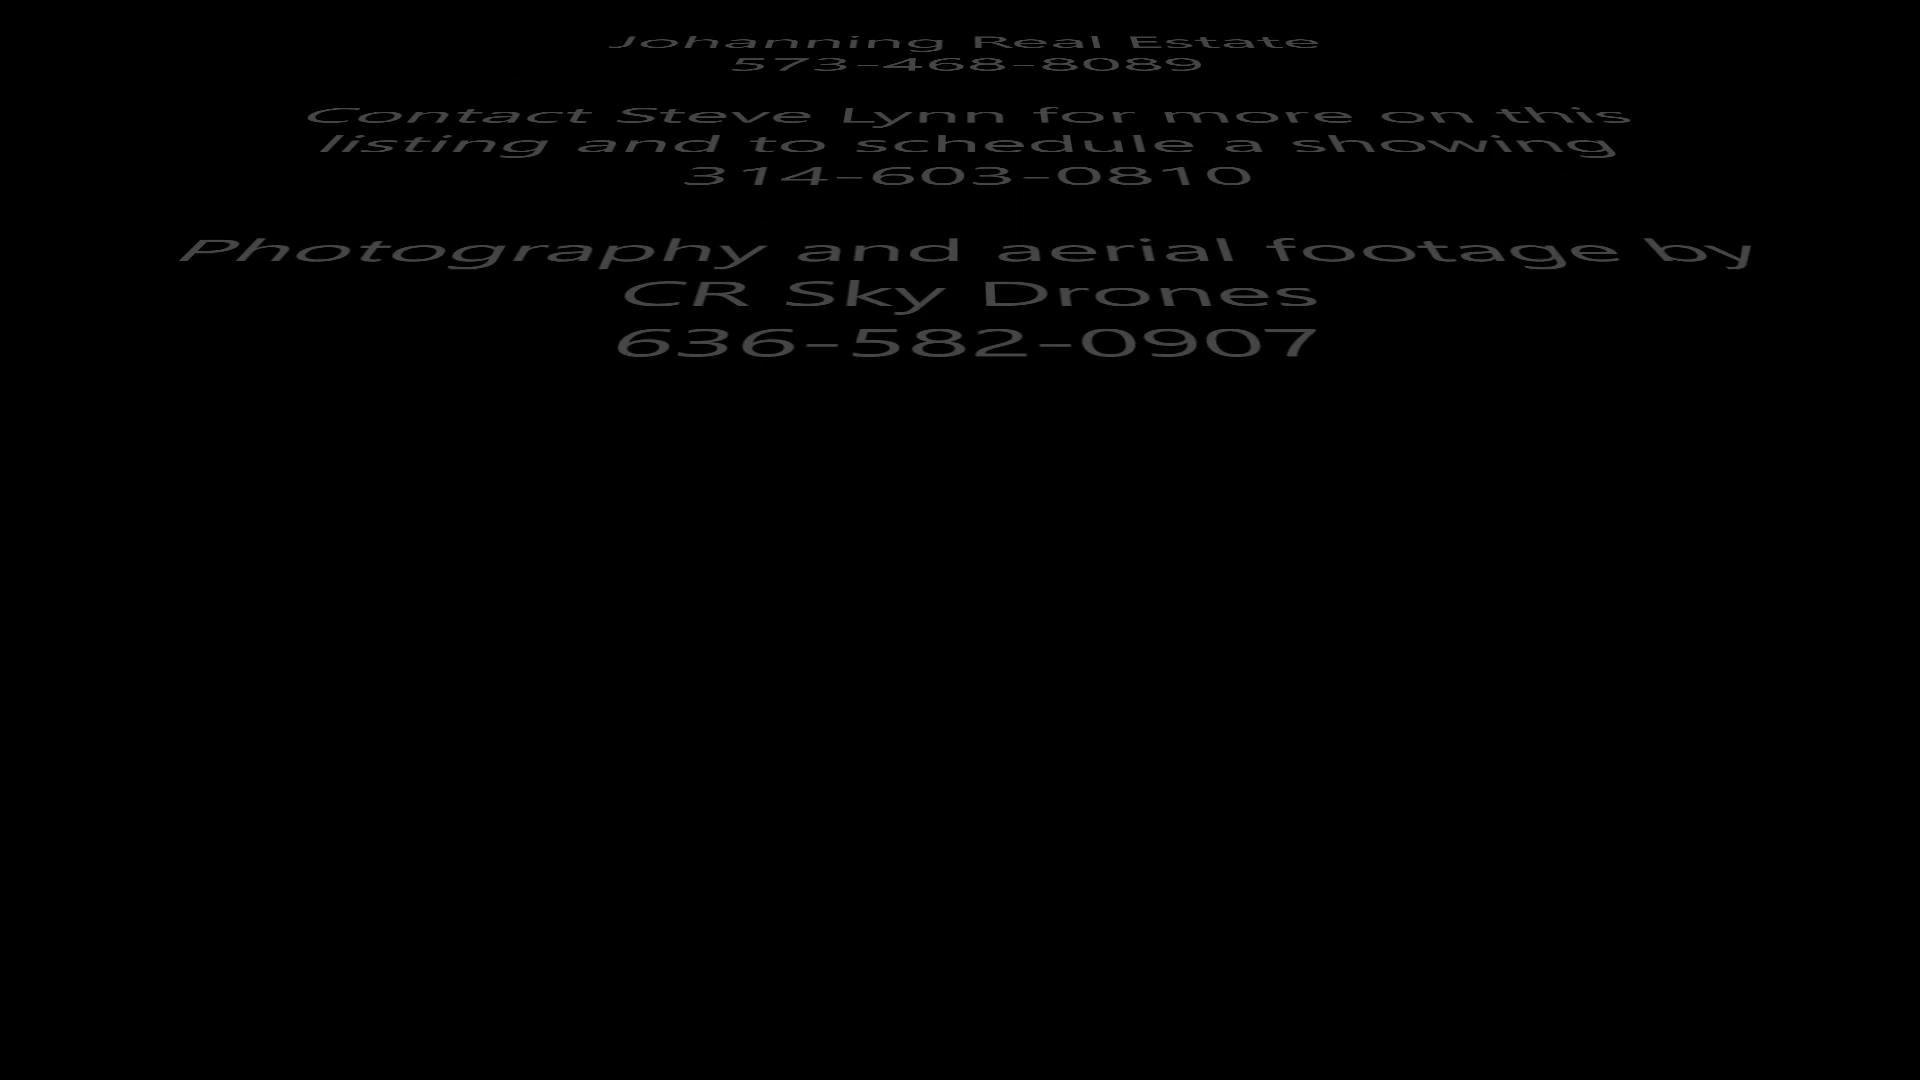 Johanning Real Estate
573-468-8089
Contact Steve Lynn for more on this
listing and to schedule a showing
314-603-0810
Photography and aerial footage by
CR Sky Drones
636-582-0907